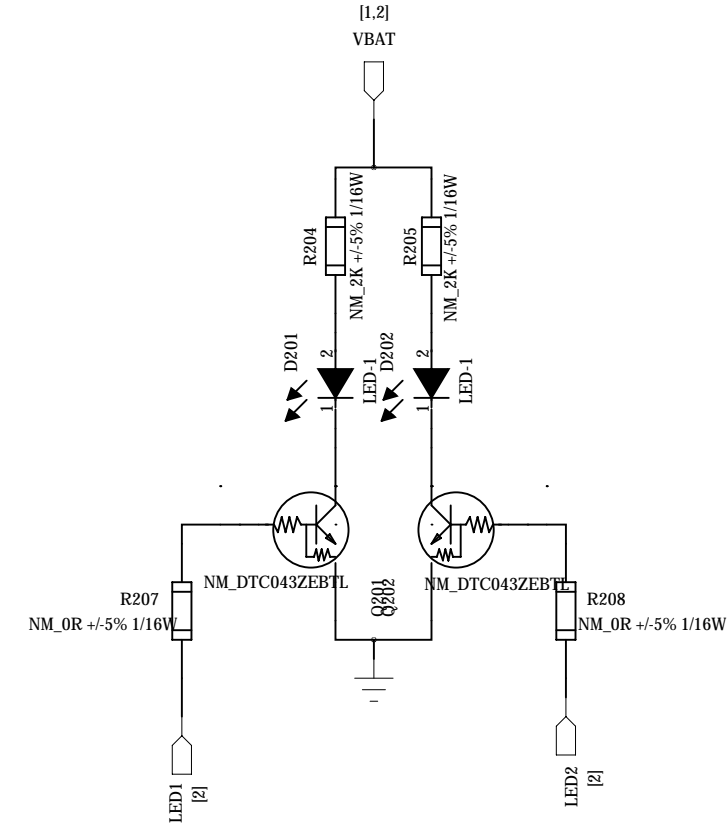 [1,2]
VBAT
R204
NM_2K +/-5% 1/16W
R205
NM_2K +/-5% 1/16W
D201
2
1
LED-1
D202
2
1
LED-1
NM_DTC043ZEBTL
Q201
Q202
NM_DTC043ZEBTL
R207
NM_0R +/-5% 1/16W
R208
NM_0R +/-5% 1/16W
LED1
[2]
LED2
[2]